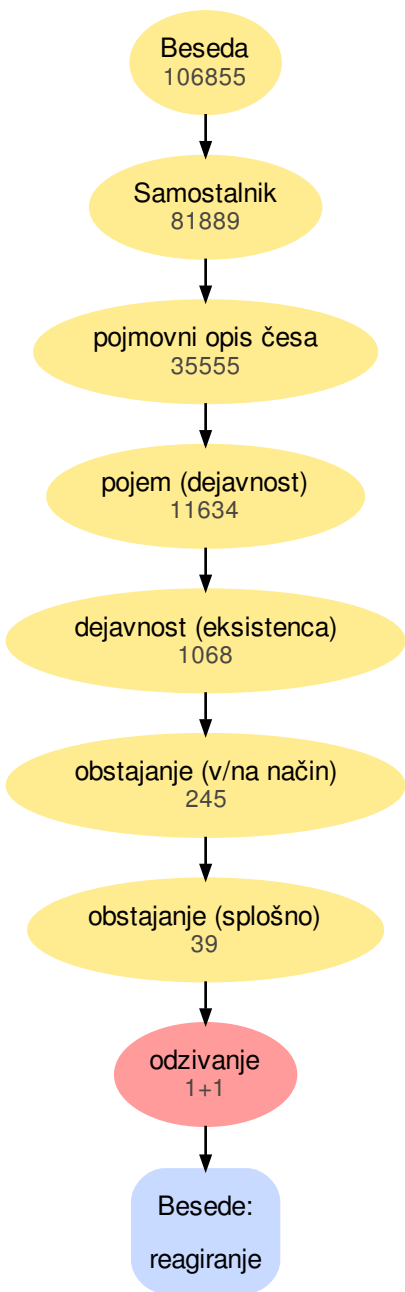 Beseda
106855
Samostalnik
81889
pojmovni opis česa
35555
pojem (dejavnost)
11634
dejavnost (eksistenca)
1068
obstajanje (v/na način)
245
obstajanje (splošno)
39
odzivanje
1+1
Besede:
reagiranje